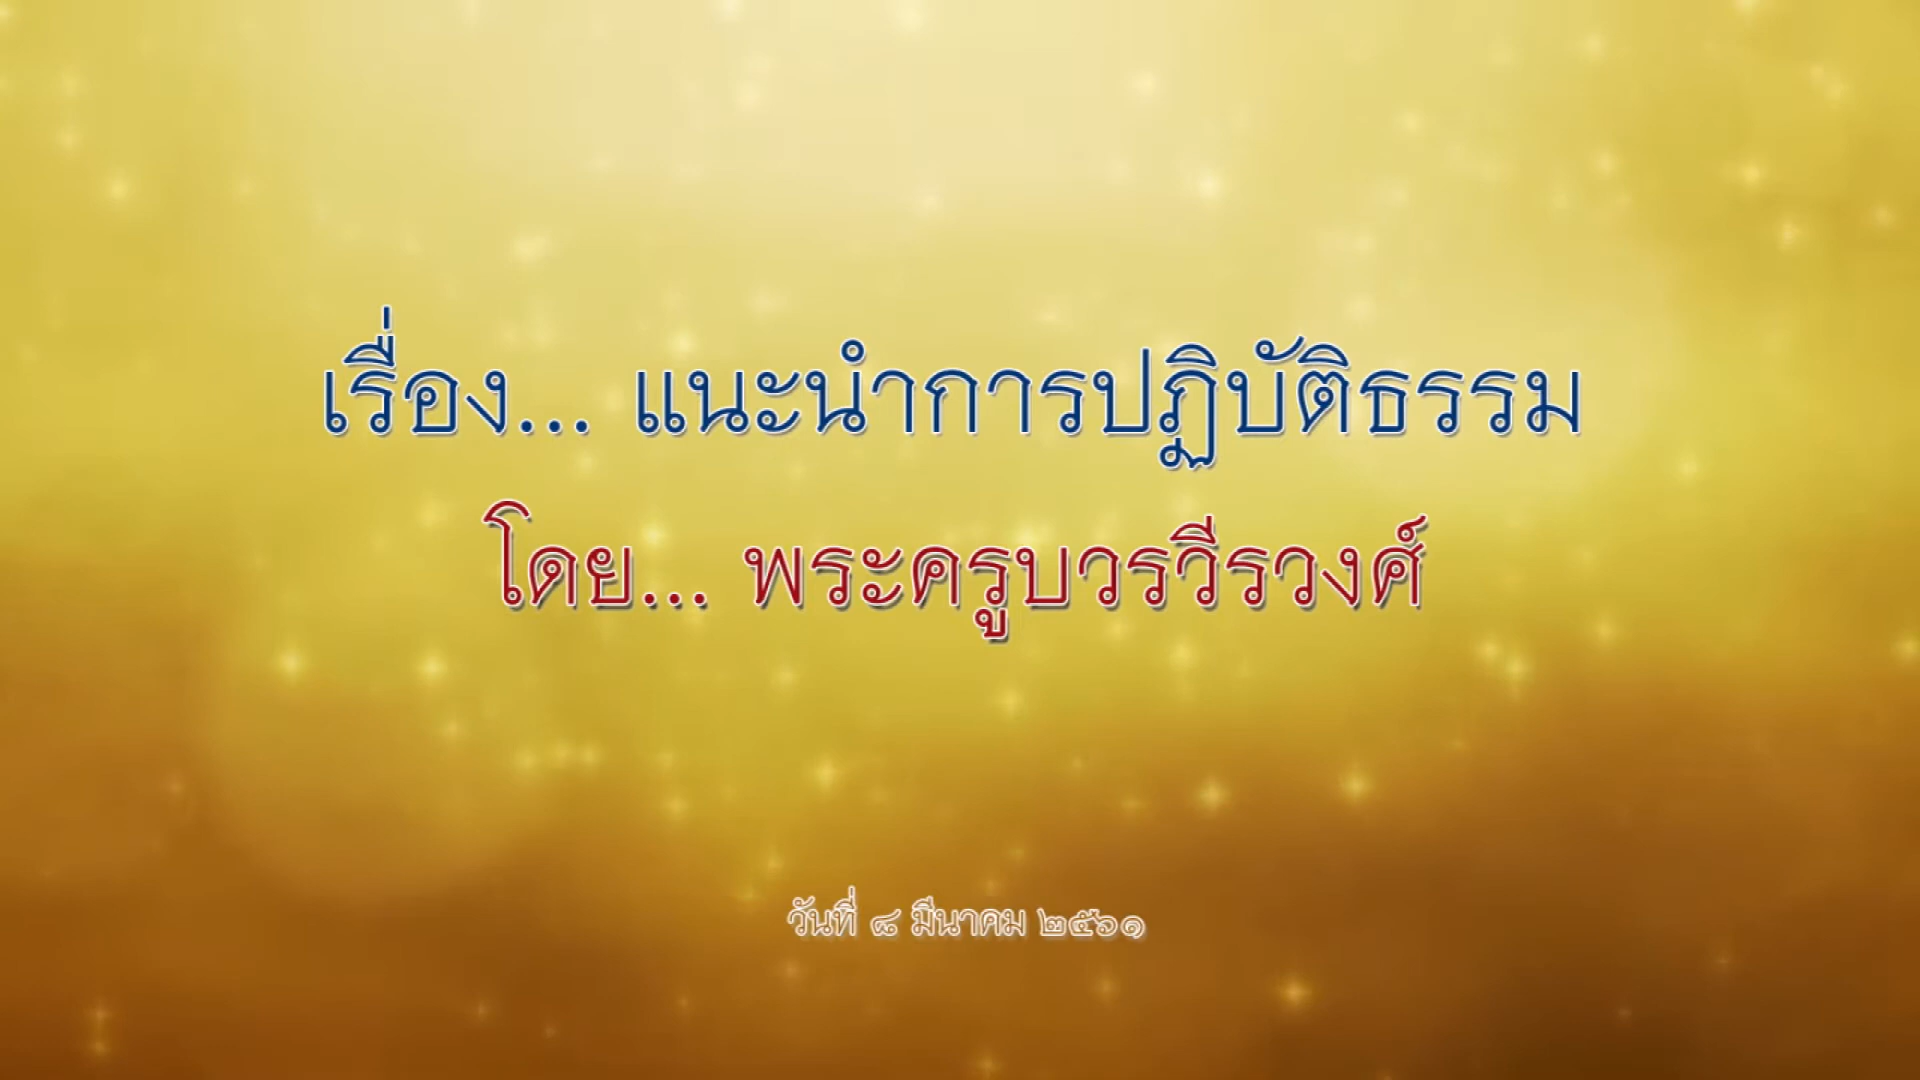 เรื่อง... แนะนำการปฏิบัติธรรม
โดย... พระครูบวรวีรวงศ์
วันที่ ๘ มีนาคม ๒๕๖๑